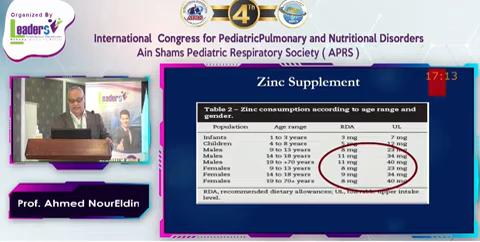 Organized By
Leaders
4TH
International Congress for PediatricPulmonary and Nutritional Disorders
Ain Shams Pediatric Respiratory Society ( APRS )
17:13
Zinc Supplement
Table 2 – Zinc consumption according to age range and
gender.
Population Age range RDA UL
Infants 1 to 3 years 3 mg 7 mg
Children 4 to 8 years 5 mg 12 mg
Males 9 to 13 years 8 mg 23 mg
Males 14 to 18 years 11 mg 34 mg
Males 19 to +70 years 11 mg 40 mg
Females 9 to 13 years 8 mg 23 mg
Females 14 to 18 years 9 mg 34 mg
Females 19 to 70+ years 8 mg 40 mg
RDA, recommended dietary allowances; UL, tolerable upper intake
level.
Prof. Ahmed NourEldin